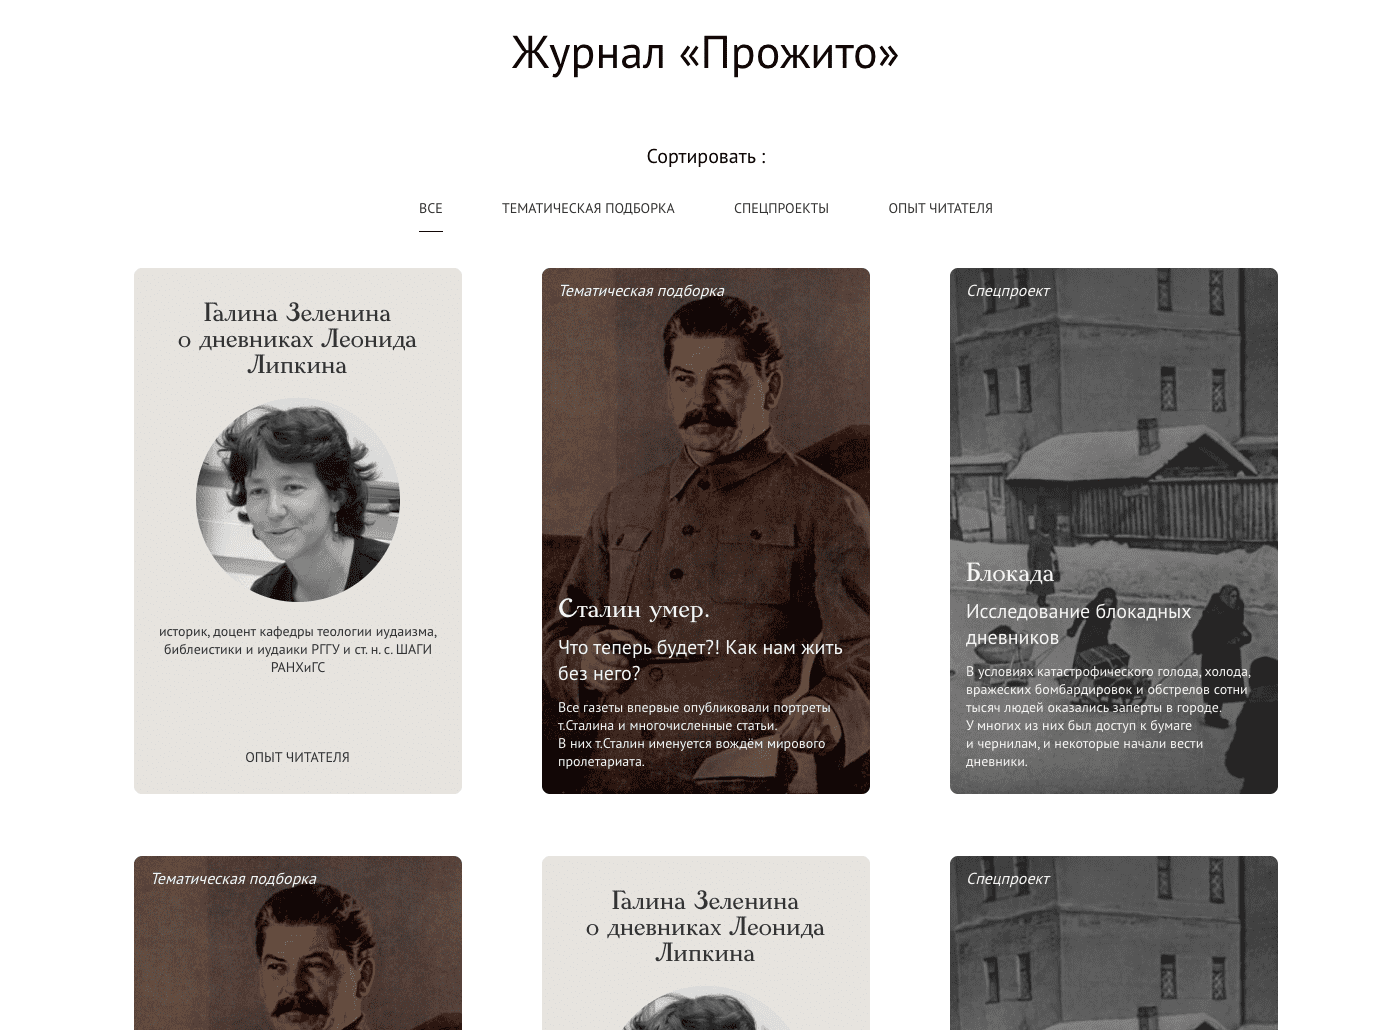 Журнал «Прожито»
Сортировать :
ВСЕ
ТЕМАТИЧЕСКАЯ ПОДБОРКА
СПЕЦПРОЕКТЫ
ОПЫТ ЧИТАТЕЛЯ
Галина Зеленина
о дневниках Леонида
Липкина
историк, доцент кафедры теологии иудаизма,
библеистики и иудаики РГГУ и ст. н. с. ШАГИ
РАНХиГС
ОПЫТ ЧИТАТЕЛЯ
Тематическая подборка
Сталин умер.
Что теперь будет?! Как нам жить
без него?
Все газеты впервые опубликовали портреты
т.Сталина и многочисленные статьи.
В них т.Сталин именуется вождём мирового
пролетариата.
Спецпроект
Блокада
Исследование блокадных
дневников
В условиях катастрофического голода, холода,
вражеских бомбардировок и обстрелов сотни
тысяч людей оказались заперты в городе.
У многих из них был доступ к бумаге
и чернилам, и некоторые начали вести
дневники.
Тематическая подборка
Галина Зеленина
о дневниках Леонида
Липкина
Спецпроект